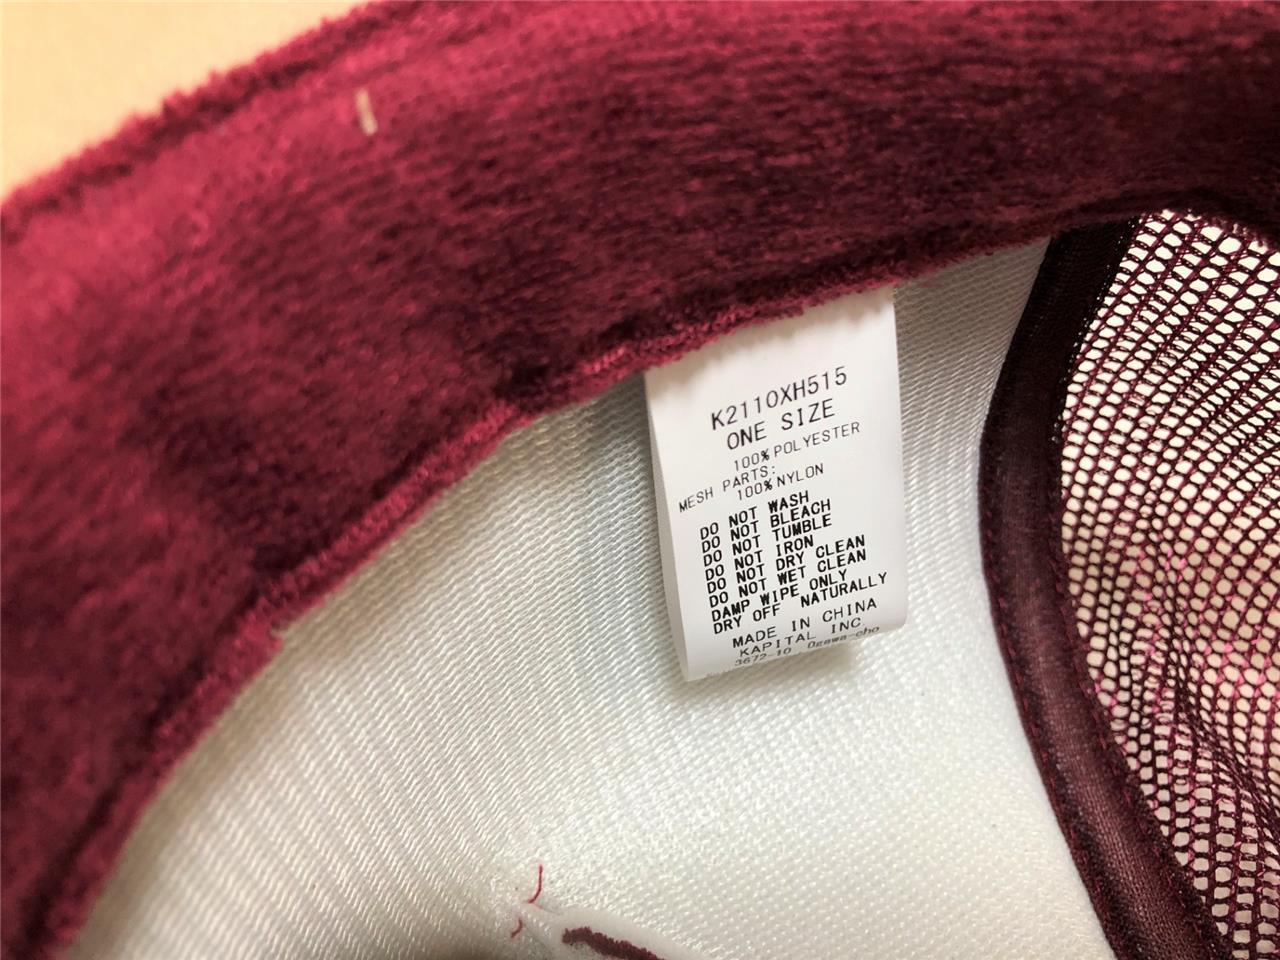 K2110XH515
ONE SIZE
100% POLYESTER
MESH PARTS:
100% NYLON
DO NOT WASH
DO NOT BLEACH
DO NOT TUMBLE
DO NOT IRON
DO NOT DRY CLEAN
DO NOT WET CLEAN
DAMP WIPE ONLY
DRY OFF NATURALLY
MADE IN CHINA
KAPITAL INC.
3672-10 Ogawa-cho